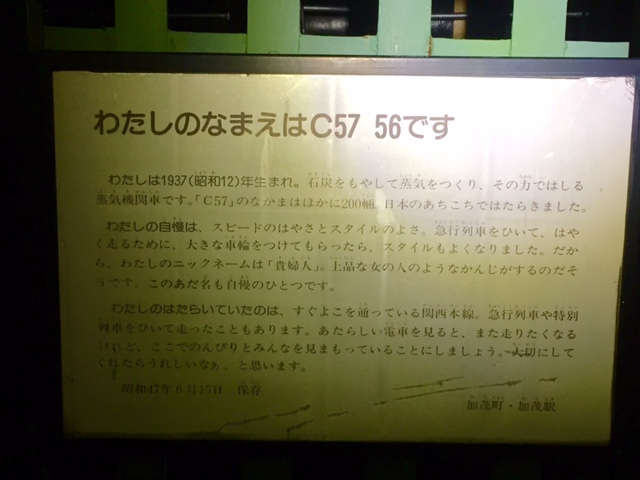 わたしのなまえはC57 56です
わたしは1937(昭和12)年生まれ。石炭をもやして蒸気をつくり、その力ではしる
蒸気機関車です。「C57」のなかまはほかに200輛。日本のあちこちではたらきました。
わたしの自慢は、スピードのはやさとスタイルのよさ。急行列車をひいて、はや
く走るために、大きな車輪をつけてもらったら、スタイルもよくなりました。だか
ら、わたしのニックネームは「貴婦人」。上品な女の人のようなかんじがするのだそ
うです。このあだ名も自慢のひとつです。
わたしのはたらいていたのは、すぐよこを通っている関西本線。急行列車や特別
列車をひいて走ったこともあります。あたらしい電車を見ると、また走りたくなる
けれど、ここでのんびりとみんなを見まもっていることにしましょう。大切にして
くれたらうれしいなぁ、と思います。
昭和47年6月15日 保存
加茂町・加茂駅